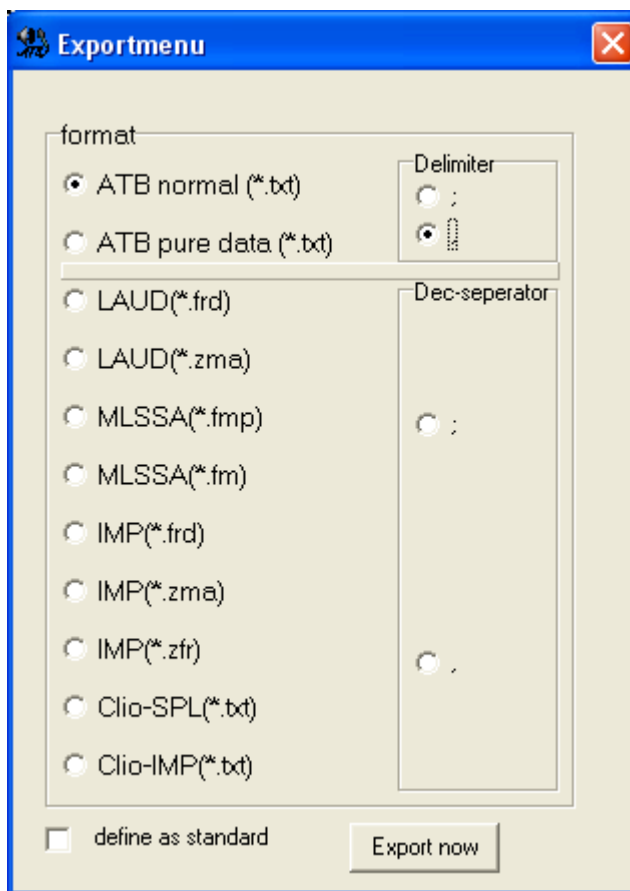 Exportmenu
format
ATB normal (*.txt)
ATB pure data (*.txt)
Delimiter
;
LAUD(*.frd)
LAUD(*.zma)
MLSSA(*.fmp)
MLSSA(*.fm)
IMP(*.frd)
IMP(*.zma)
IMP(*.zfr)
Clio-SPL(*.txt)
Clio-IMP(*.txt)
Dec-seperator
;
,
define as standard
Export now